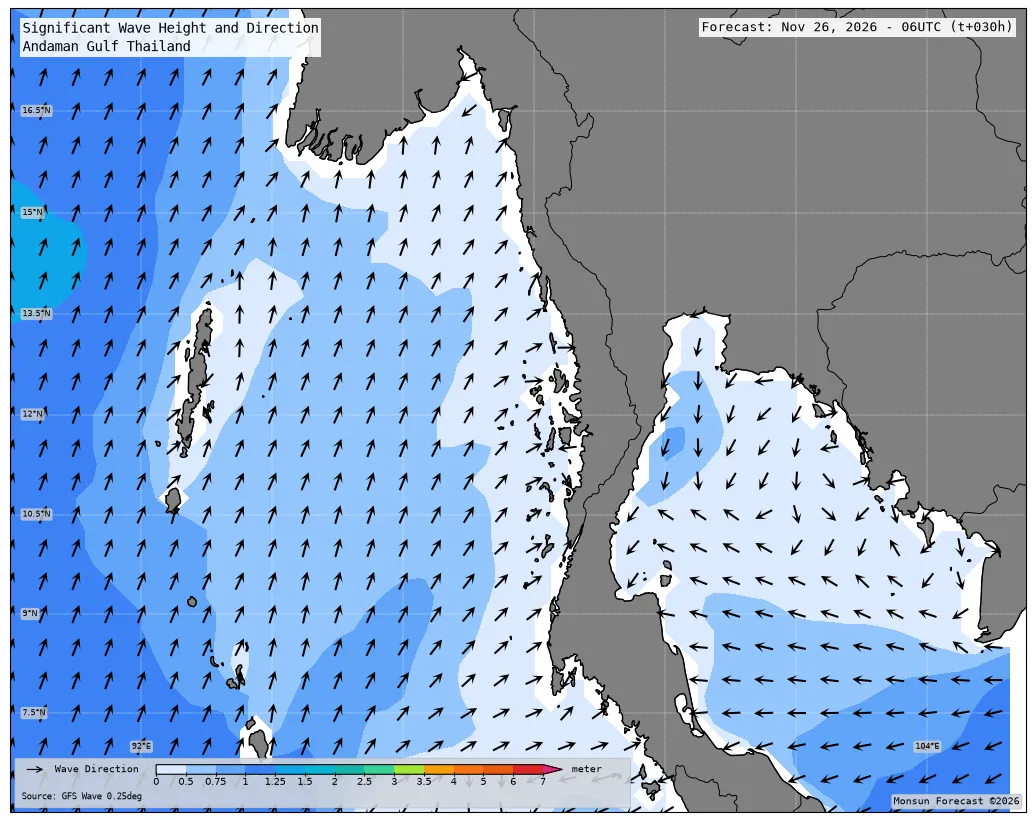 Significant Wave Height and Direction
Andaman Gulf Thailand
Forecast: Nov 26, 2026 - 06UTC (t+030h)
16.5°N
15°N
13.5°N
12°N
10.5°N
9°N
7.5°N
92°E
104°E
Wave Direction
0 0.5 0.75 1 1.25 1.5 2 2.5 3 3.5 4 5 6 7
meter
Source: GFS Wave 0.25deg
Monsun Forecast ©2026